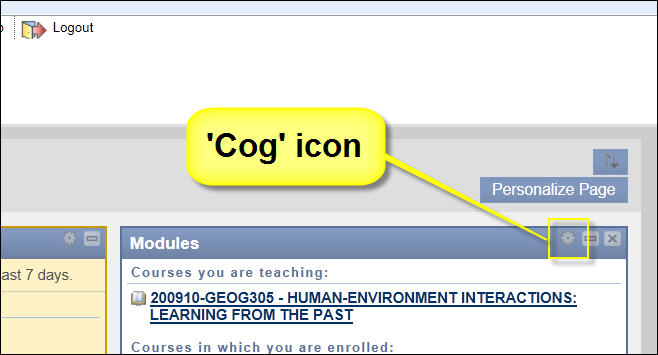 Logout
'Cog' icon
Personalize Page
Modules
ast 7 days.
Courses you are teaching:
200910-GEOG305 - HUMAN-ENVIRONMENT INTERACTIONS:
LEARNING FROM THE PAST
Courses in which you are enrolled: